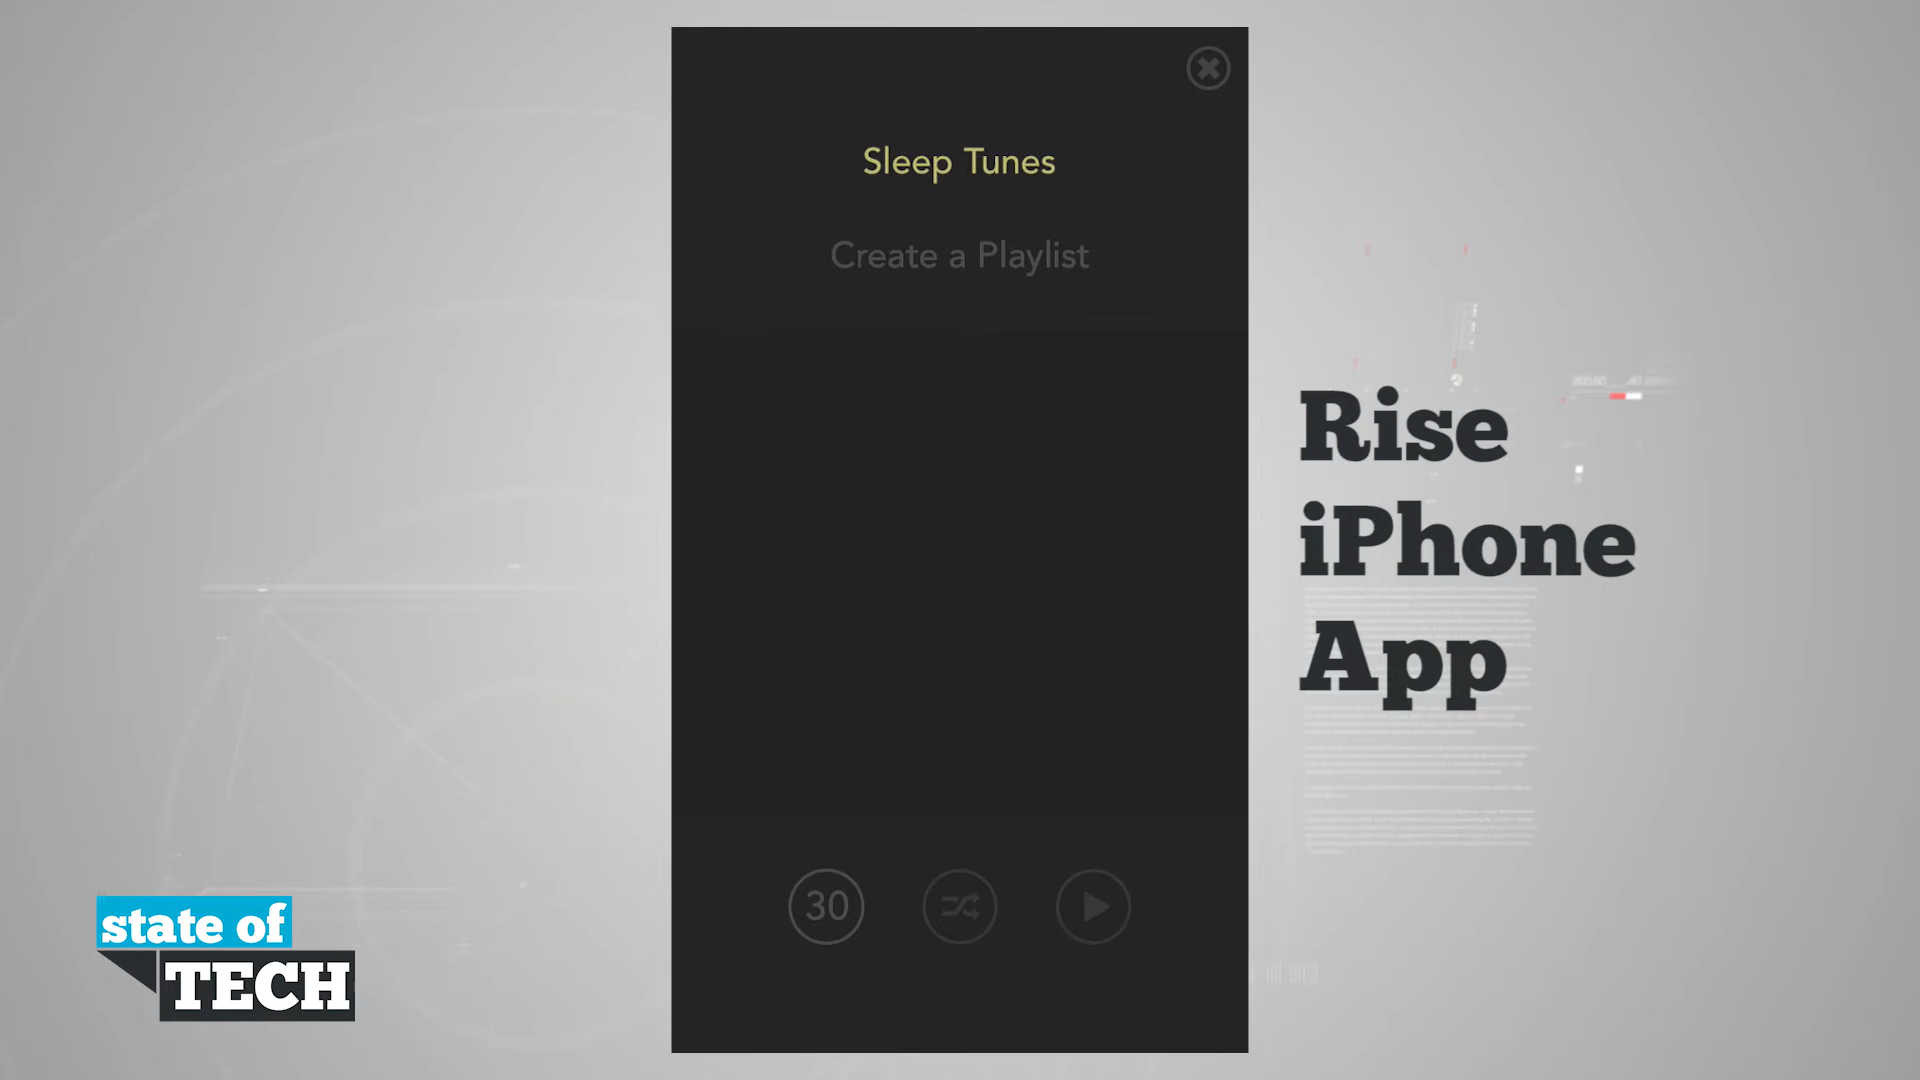 Sleep Tunes
Create a Playlist
30
Rise
iPhone
App
state of
TECH